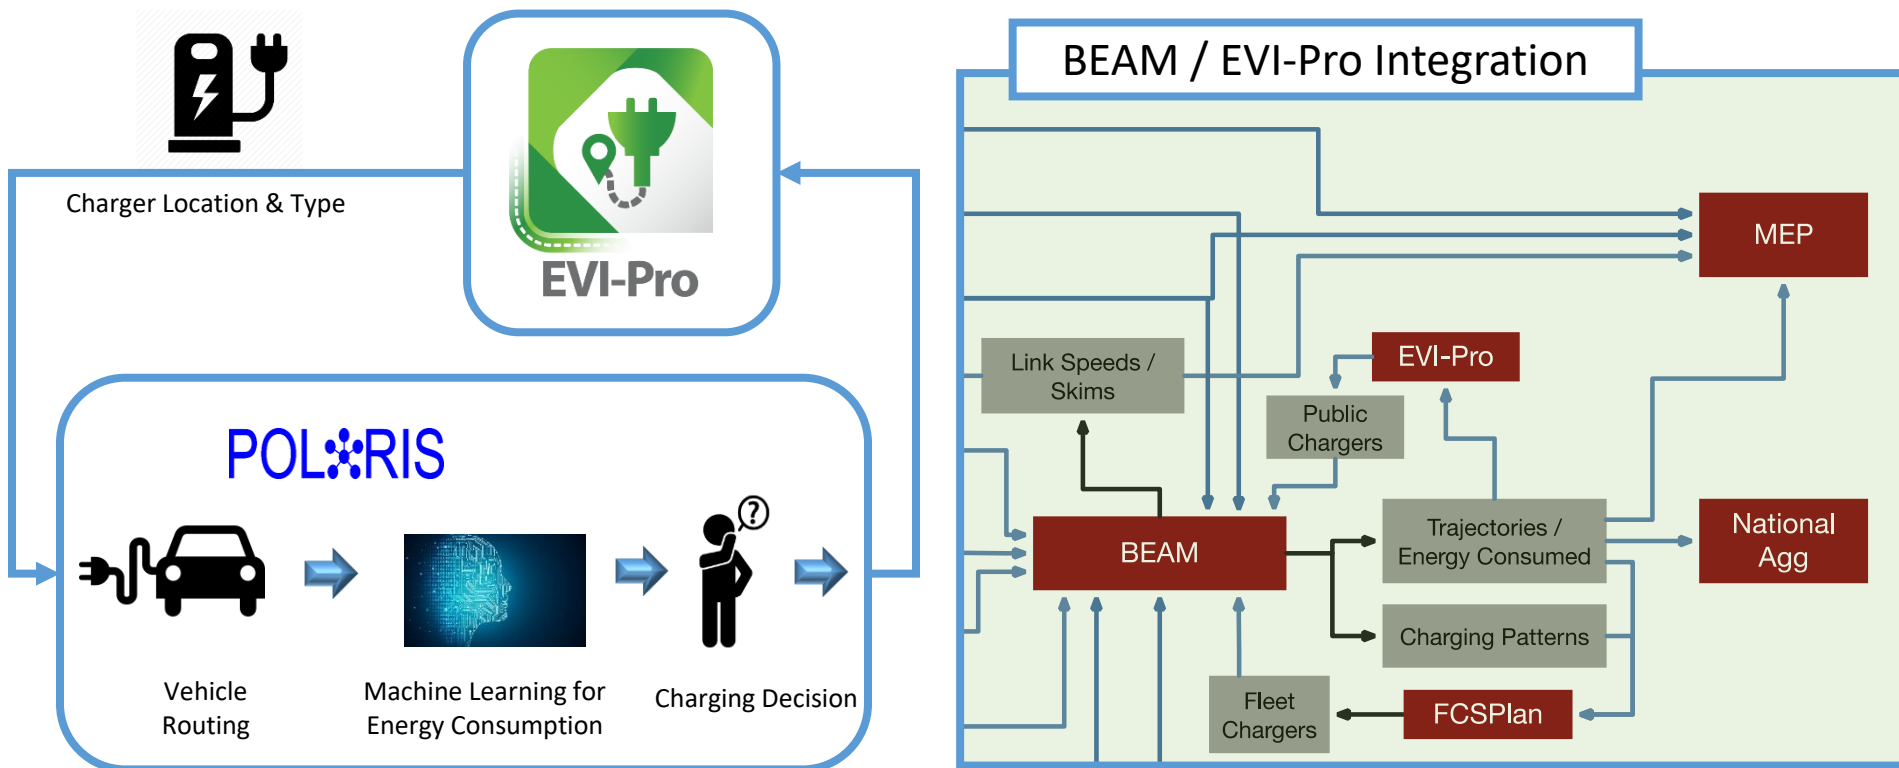 Charger Location & Type
EVI-Pro
POLARIS
?
Vehicle
Routing
Machine Learning for
Energy Consumption
Charging Decision
BEAM / EVI-Pro Integration
MEP
Link Speeds /
Skims
EVI-Pro
Public
Chargers
BEAM
Trajectories /
Energy Consumed
National
Agg
Charging Patterns
Fleet
Chargers
FCSPlan